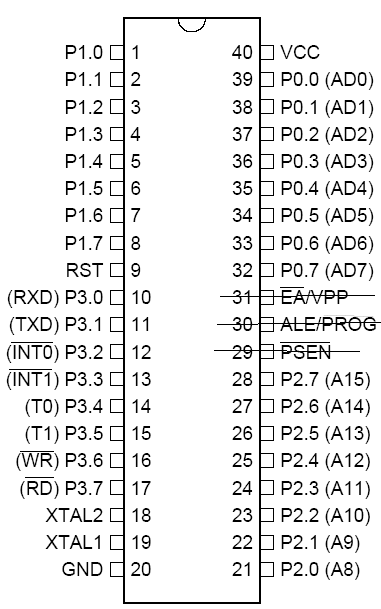 P1.0 1 40 VCC
P1.1 2 39 P0.0 (AD0)
P1.2 3 38 P0.1 (AD1)
P1.3 4 37 P0.2 (AD2)
P1.4 5 36 P0.3 (AD3)
P1.5 6 35 P0.4 (AD4)
P1.6 7 34 P0.5 (AD5)
P1.7 8 33 P0.6 (AD6)
RST 9 32 P0.7 (AD7)
(RXD) P3.0 10 31 EA/VPP
(TXD) P3.1 11 30 ALE/PROG
(INT0) P3.2 12 29 PSEN
(INT1) P3.3 13 28 P2.7 (A15)
(T0) P3.4 14 27 P2.6 (A14)
(T1) P3.5 15 26 P2.5 (A13)
(WR) P3.6 16 25 P2.4 (A12)
(RD) P3.7 17 24 P2.3 (A11)
XTAL2 18 23 P2.2 (A10)
XTAL1 19 22 P2.1 (A9)
GND 20 21 P2.0 (A8)